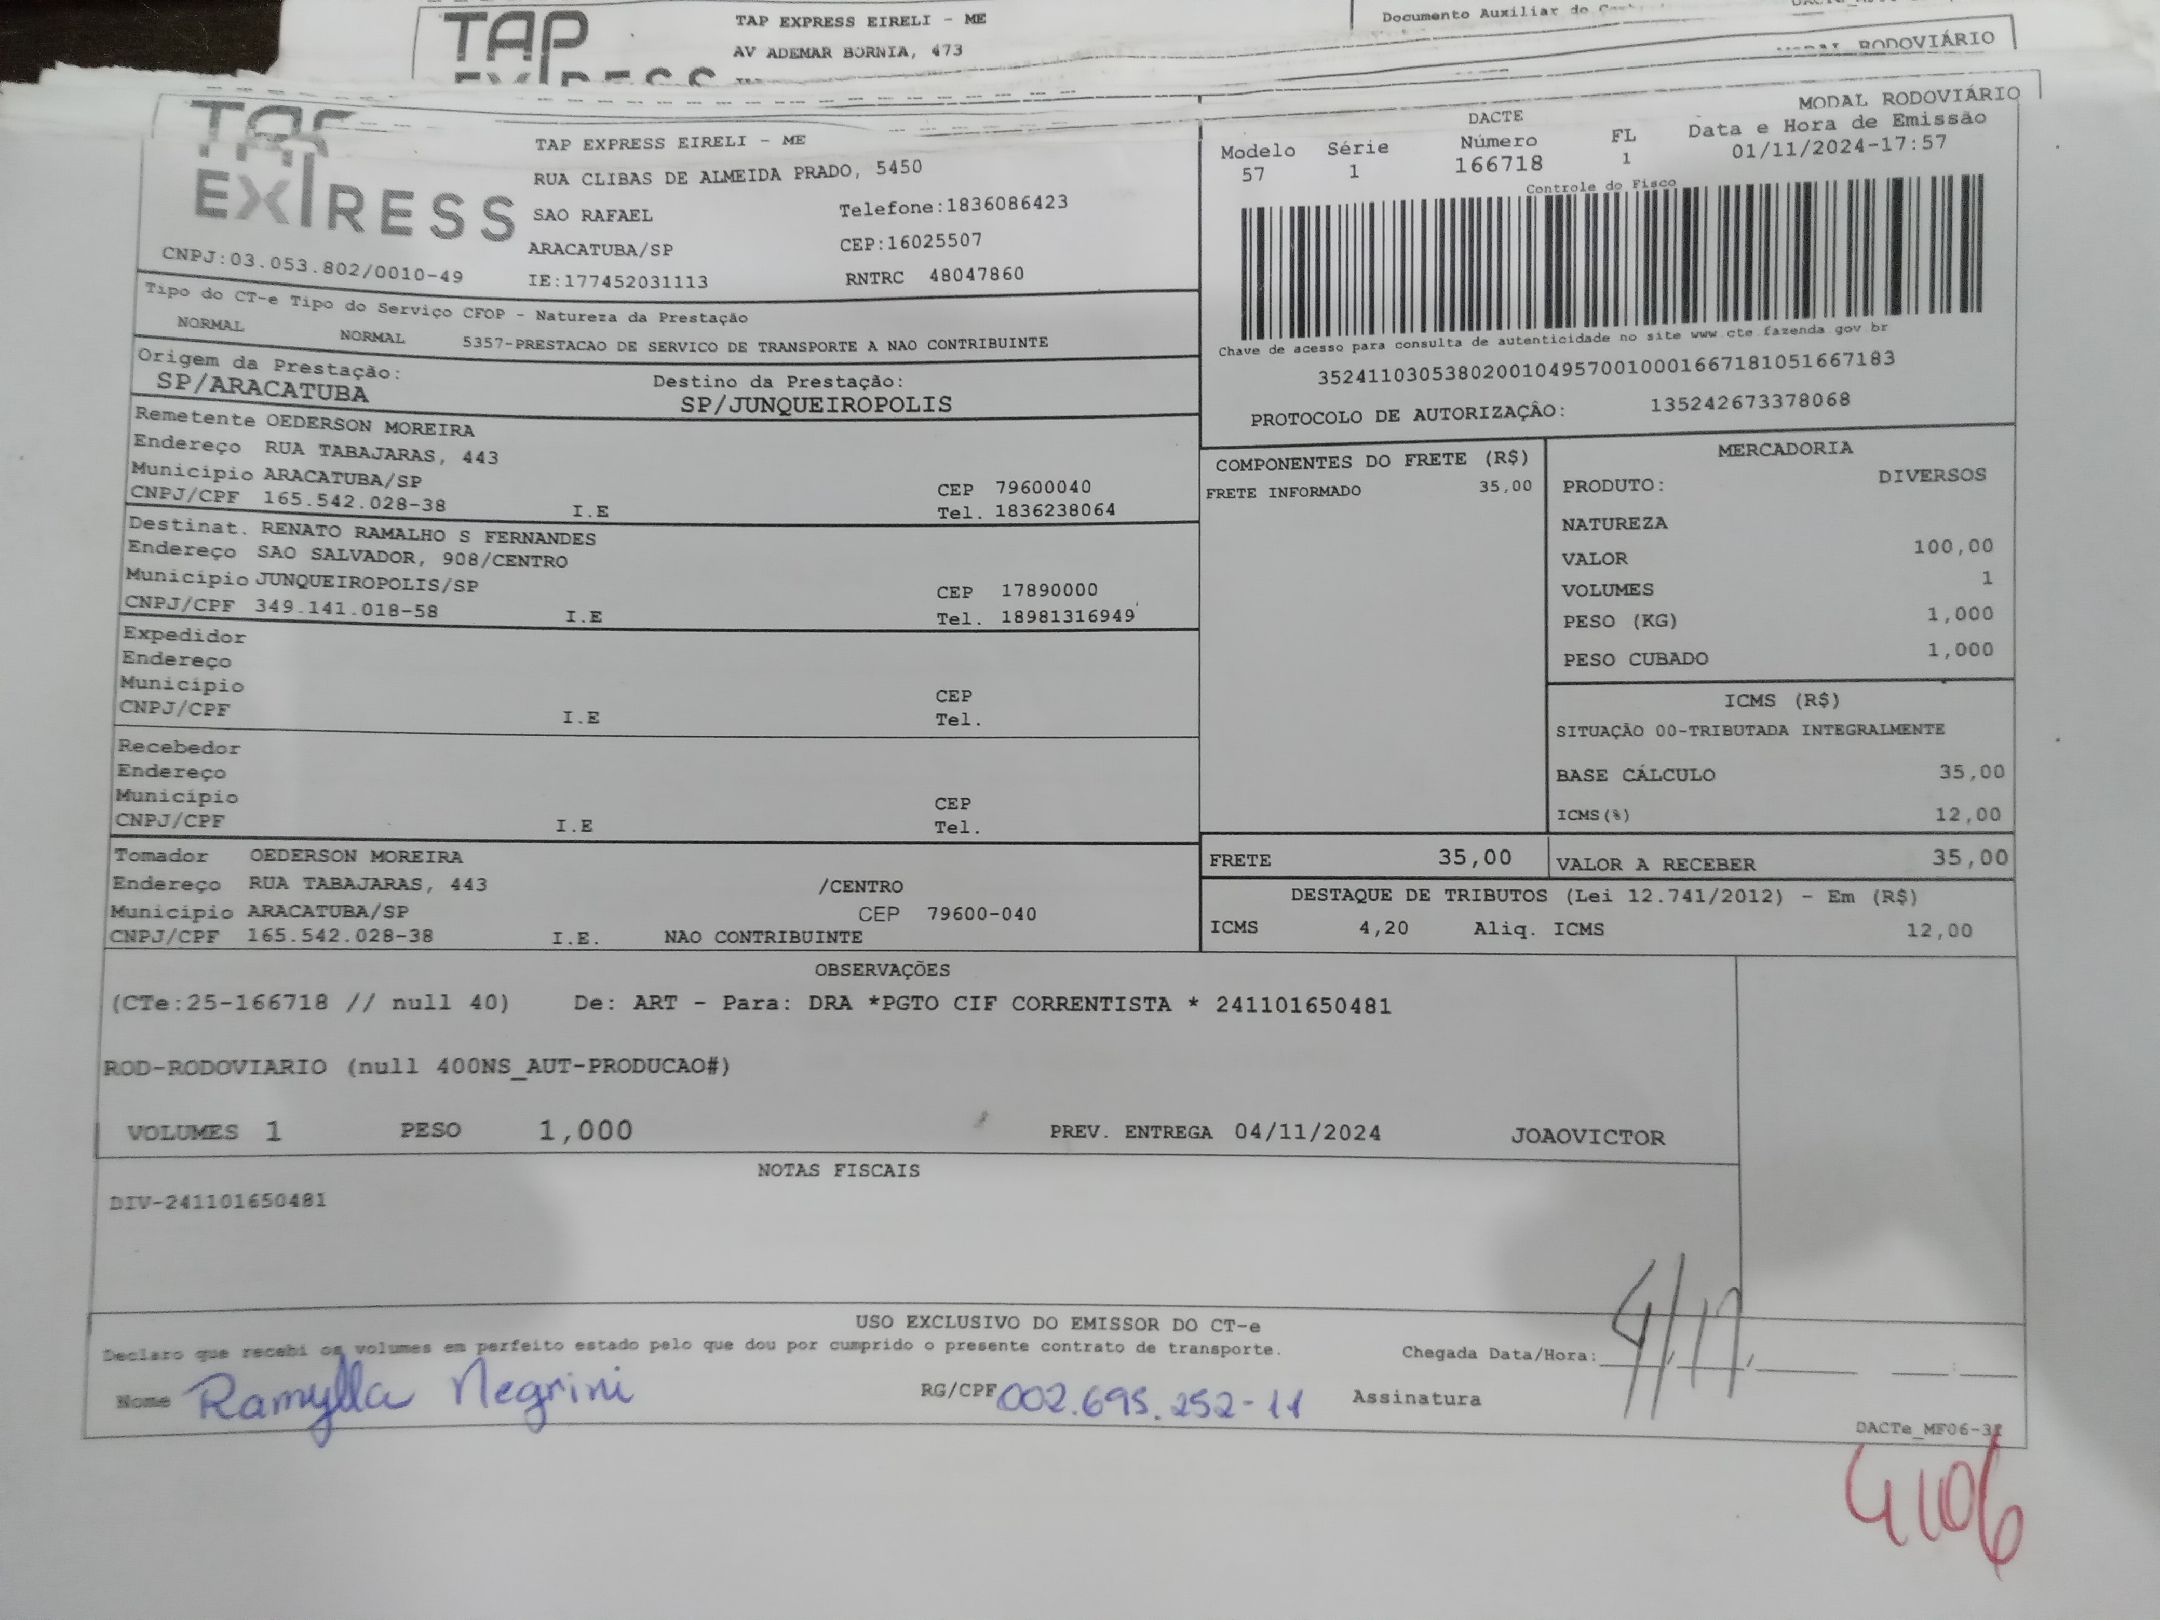 TAP
TAP EXPRESS EIRELI - ME
AV ADEMAR BORNIA, 473
Documento Auxiliar do
RODOVIÁRIO
TAP
EXPRESS
CNPJ:03.053.802/0010-49
TAP EXPRESS EIRELI - ME
RUA CLIBAS DE ALMEIDA PRADO, 5450
SAO RAFAEL Telefone:1836086423
ARACATUBA/SP CEP:16025507
IE:177452031113 RNTRC 48047860
MODAL RODOVIÁRIO
DACTE
Modelo Série Número FL Data e Hora de Emissão
57 1 166718 1 01/11/2024-17:57
Controle do Fisco
Chave de acesso para consulta de autenticidade no site www.cte.fazenda.gov.br
35241103053802001049570010001667181051667183
PROTOCOLO DE AUTORIZAÇÂO: 135242673378068
Tipo do CT-e Tipo do Serviço CFOP - Natureza da Prestação
NORMAL NORMAL 5357-PRESTACAO DE SERVICO DE TRANSPORTE A NAO CONTRIBUINTE
Origem da Prestação: Destino da Prestação:
SP/ARACATUBA SP/JUNQUEIROPOLIS
Remetente OEDERSON MOREIRA
Endereço RUA TABAJARAS, 443
Municipio ARACATUBA/SP CEP 79600040
CNPJ/CPF 165.542.028-38 I.E Tel. 1836238064
Destinat. RENATO RAMALHO S FERNANDES
Endereço SAO SALVADOR, 908/CENTRO
Município JUNQUEIROPOLIS/SP CEP 17890000
CNPJ/CPF 349.141.018-58 I.E Tel. 18981316949
Expedidor
Endereço
Município CEP
CNPJ/CPF I.E Tel.
Recebedor
Endereço
Município CEP
CNPJ/CPF I.E Tel.
Tomador OEDERSON MOREIRA
Endereço RUA TABAJARAS, 443 /CENTRO
Município ARACATUBA/SP CEP 79600-040
CNPJ/CPF 165.542.028-38 I.E. NAO CONTRIBUINTE
COMPONENTES DO FRETE (R$)
FRETE INFORMADO 35,00
MERCADORIA
PRODUTO: DIVERSOS
NATUREZA
VALOR 100,00
VOLUMES 1
PESO (KG) 1,000
PESO CUBADO 1,000
ICMS (R$)
SITUAÇÃO 00-TRIBUTADA INTEGRALMENTE
BASE CÁLCULO 35,00
ICMS(%) 12,00
FRETE 35,00 VALOR A RECEBER 35,00
DESTAQUE DE TRIBUTOS (Lei 12.741/2012) - Em (R$)
ICMS 4,20 Aliq. ICMS 12,00
OBSERVAÇÕES
(CTe:25-166718 // null 40) De: ART - Para: DRA *PGTO CIF CORRENTISTA * 241101650481
ROD-RODOVIARIO (null 400NS_AUT-PRODUCAO#)
VOLUMES 1 PESO 1,000 PREV. ENTREGA 04/11/2024 JOAOVICTOR
NOTAS FISCAIS
DIV-241101650481
USO EXCLUSIVO DO EMISSOR DO CT-e
Declaro que recebi os volumes em perfeito estado pelo que dou por cumprido o presente contrato de transporte.
Chegada Data/Hora: 4/11
Nome Ramylla Negrini RG/CPF 002.695.252-11 Assinatura
4106